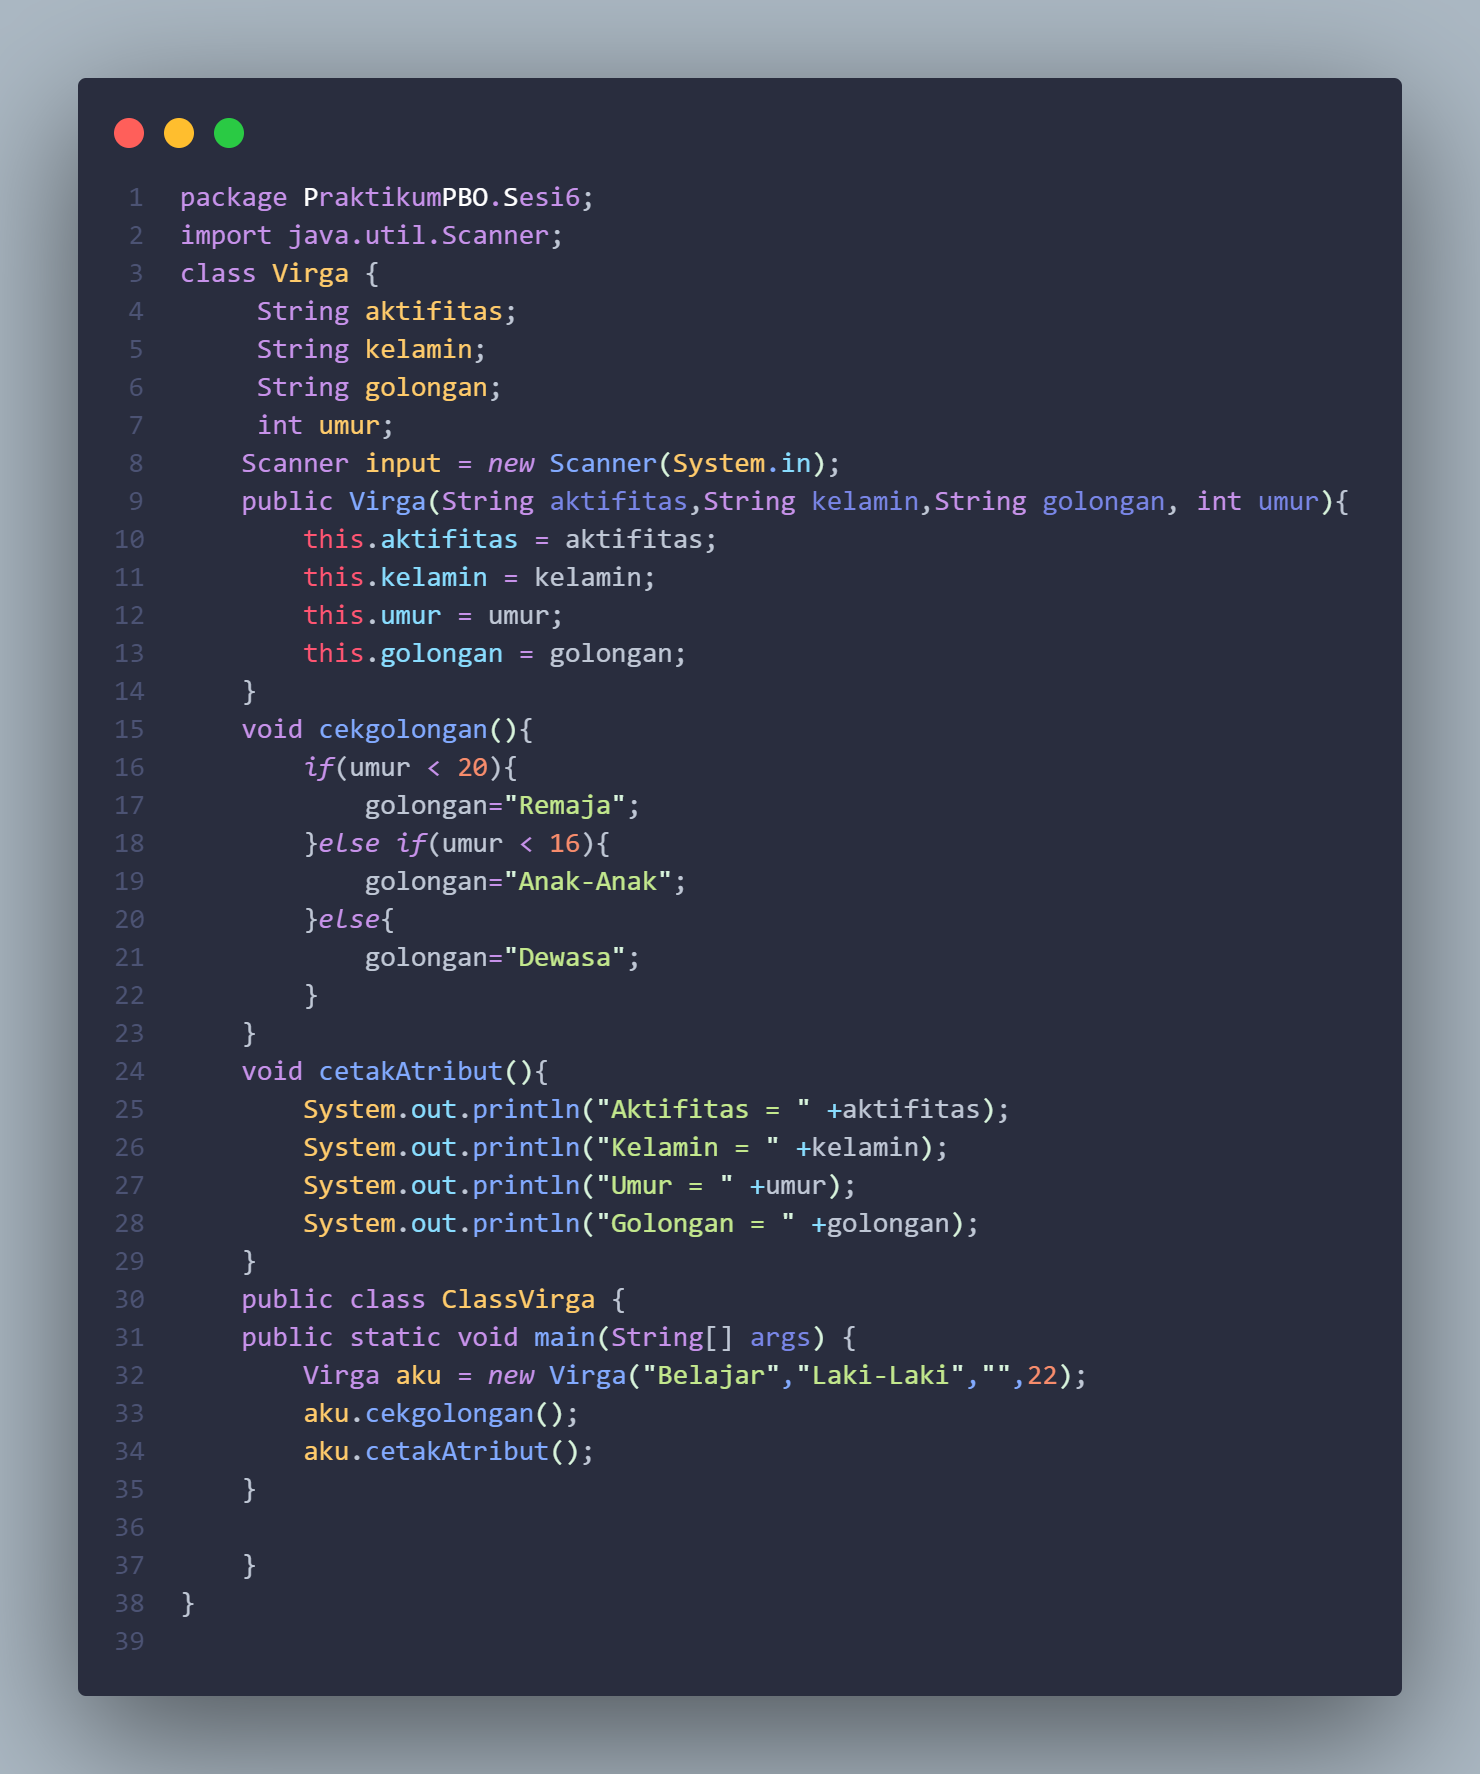 1 package PraktikumPBO.Sesi6;
2 import java.util.Scanner;
3 class Virga {
4      String aktifitas;
5      String kelamin;
6      String golongan;
7      int umur;
8     Scanner input = new Scanner(System.in);
9     public Virga(String aktifitas,String kelamin,String golongan, int umur){
10         this.aktifitas = aktifitas;
11         this.kelamin = kelamin;
12         this.umur = umur;
13         this.golongan = golongan;
14     }
15     void cekgolongan(){
16         if(umur < 20){
17             golongan="Remaja";
18         }else if(umur < 16){
19             golongan="Anak-Anak";
20         }else{
21             golongan="Dewasa";
22         }
23     }
24     void cetakAtribut(){
25         System.out.println("Aktifitas = " +aktifitas);
26         System.out.println("Kelamin = " +kelamin);
27         System.out.println("Umur = " +umur);
28         System.out.println("Golongan = " +golongan);
29     }
30     public class ClassVirga {
31     public static void main(String[] args) {
32         Virga aku = new Virga("Belajar","Laki-Laki","",22);
33         aku.cekgolongan();
34         aku.cetakAtribut();
35     }
36
37     }
38 }
39